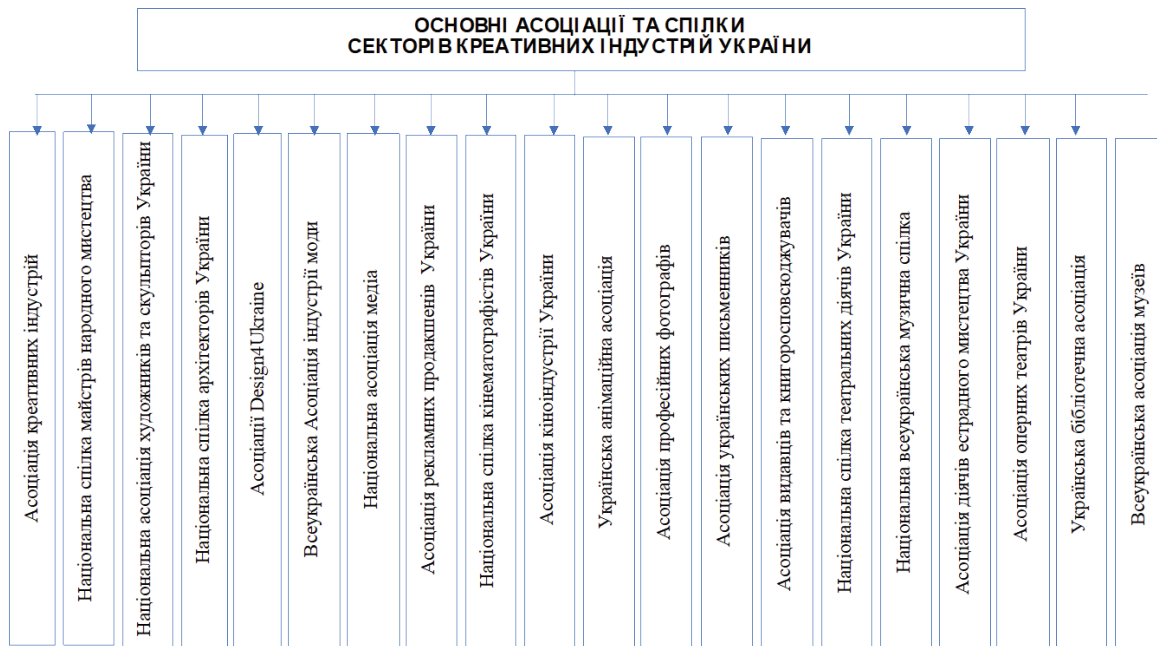 ОСНОВНІ АСОЦІАЦІЇ ТА СПІЛКИ
СЕКТОРІВ КРЕАТИВНИХ ІНДУСТРІЙ УКРАЇНИ
Асоціація креативних індустрій
Національна спілка майстрів народного мистецтва
Національна асоціація художників та скульпторів України
Національна спілка архітекторів України
Асоціації Design4Ukraine
Всеукраїнська Асоціація індустрії моди
Національна асоціація медіа
Асоціація рекламних продакшенів України
Національна спілка кінематографістів України
Асоціація кіноіндустрії України
Українська анімаційна асоціація
Асоціація професійних фотографів
Асоціація українських письменників
Асоціація видавців та книгорозповсюджувачів
Національна спілка театральних діячів України
Національна всеукраїнська музична спілка
Асоціація діячів естрадного мистецтва України
Асоціація оперних театрів України
Українська бібліотечна асоціація
Всеукраїнська асоціація музеїв